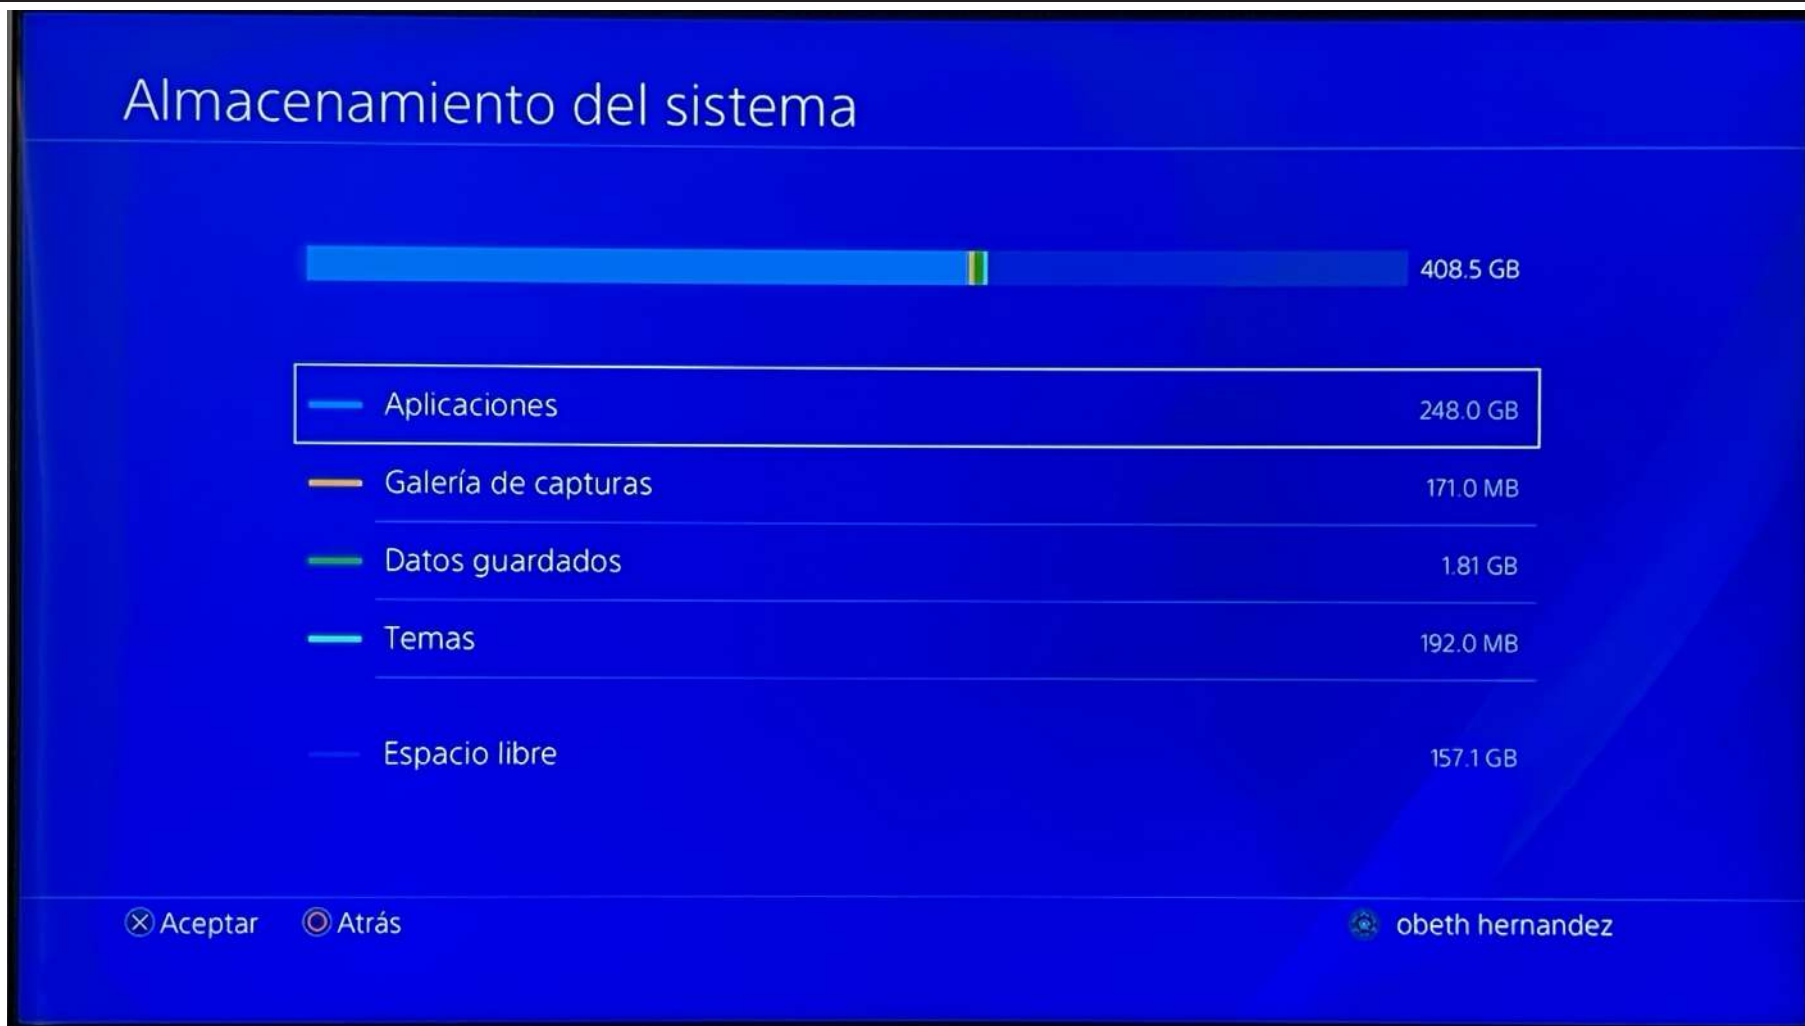 Almacenamiento del sistema
408.5 GB
Aplicaciones 248.0 GB
Galería de capturas 171.0 MB
Datos guardados 1.81 GB
Temas 192.0 MB
Espacio libre 157.1 GB
Aceptar Atrás obeth hernandez